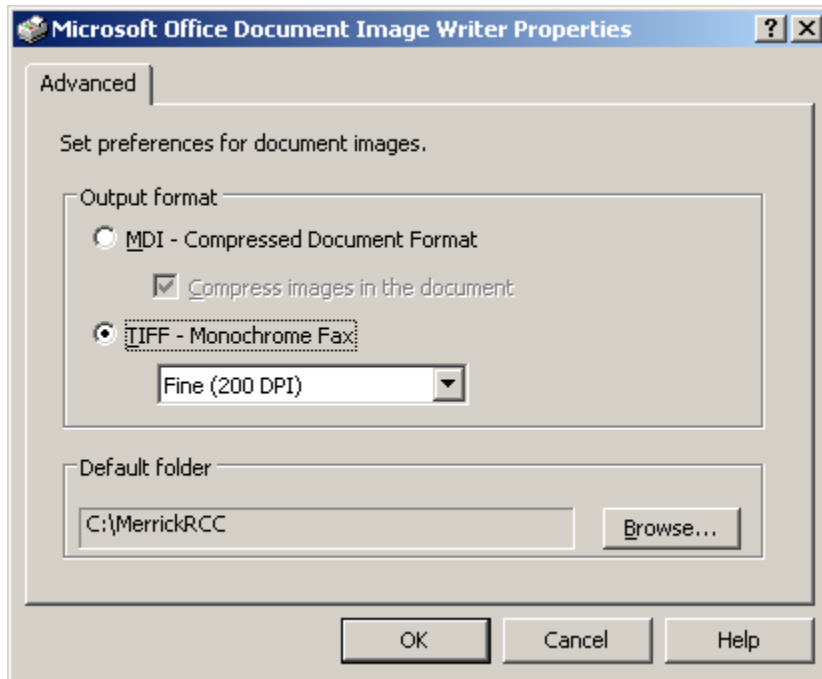 Microsoft Office Document Image Writer Properties
Advanced
Set preferences for document images.
Output format
MDI - Compressed Document Format
Compress images in the document
TIFF - Monochrome Fax
Fine (200 DPI)
Default folder
C:\MerrickRCC
Browse...
OK Cancel Help